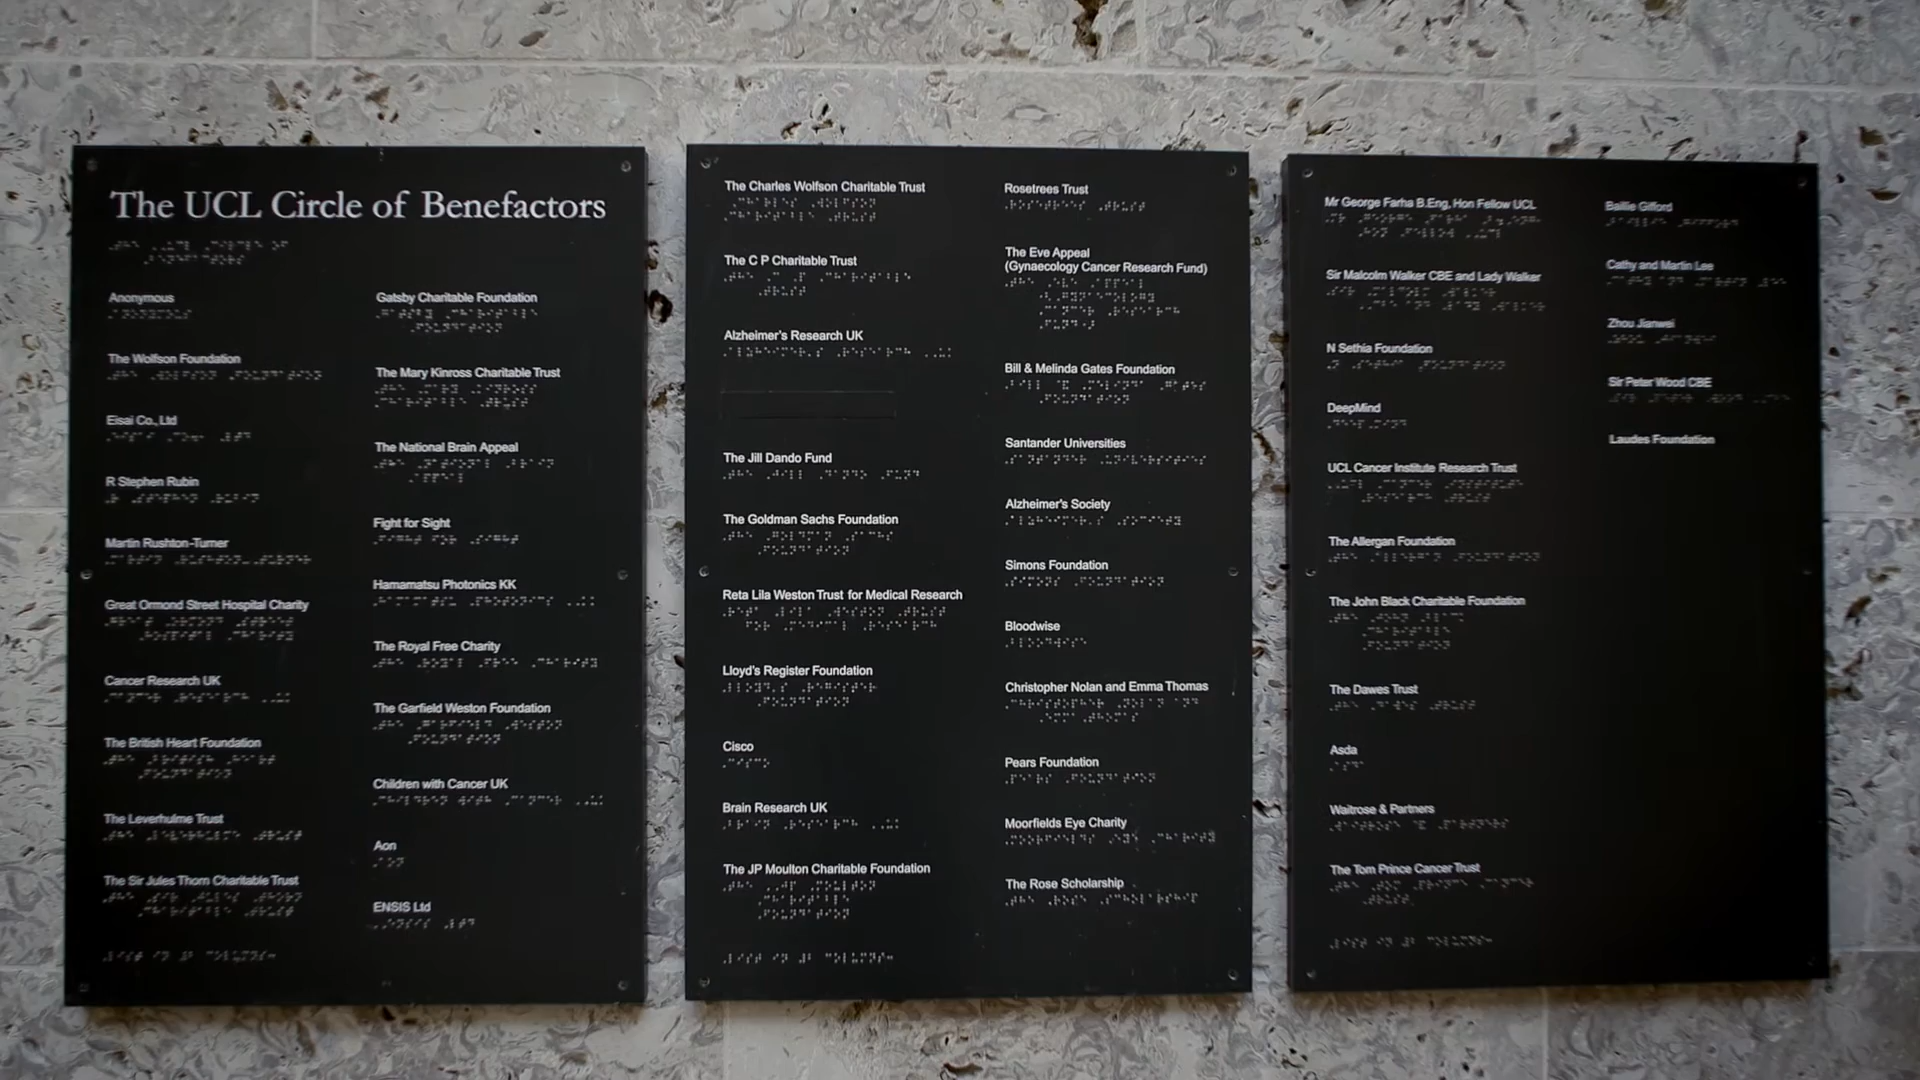 The UCL Circle of Benefactors
Anonymous
The Wolfson Foundation
Eisai Co., Ltd
R Stephen Rubin
Martin Rushton-Turner
Great Ormond Street Hospital Charity
Cancer Research UK
The British Heart Foundation
The Leverhulme Trust
The Sir Jules Thorn Charitable Trust
Gatsby Charitable Foundation
The Mary Kinross Charitable Trust
The National Brain Appeal
Fight for Sight
Hamamatsu Photonics KK
The Royal Free Charity
The Garfield Weston Foundation
Children with Cancer UK
Aon
ENSIS Ltd
The Charles Wolfson Charitable Trust
The C P Charitable Trust
Alzheimer's Research UK
The Jill Dando Fund
The Goldman Sachs Foundation
Reta Lila Weston Trust for Medical Research
Lloyd's Register Foundation
Cisco
Brain Research UK
The JP Moulton Charitable Foundation
Rosetrees Trust
The Eve Appeal
(Gynaecology Cancer Research Fund)
Bill & Melinda Gates Foundation
Santander Universities
Alzheimer's Society
Simons Foundation
Bloodwise
Christopher Nolan and Emma Thomas
Pears Foundation
Moorfields Eye Charity
The Rose Scholarship
Mr George Farha B.Eng, Hon Fellow UCL
Sir Malcolm Walker CBE and Lady Walker
N Sethia Foundation
DeepMind
UCL Cancer Institute Research Trust
The Allergan Foundation
The John Black Charitable Foundation
The Dawes Trust
Asda
Waitrose & Partners
The Tom Prince Cancer Trust
Baillie Gifford
Cathy and Martin Lee
Zhou Jianwei
Sir Peter Wood CBE
Laudes Foundation